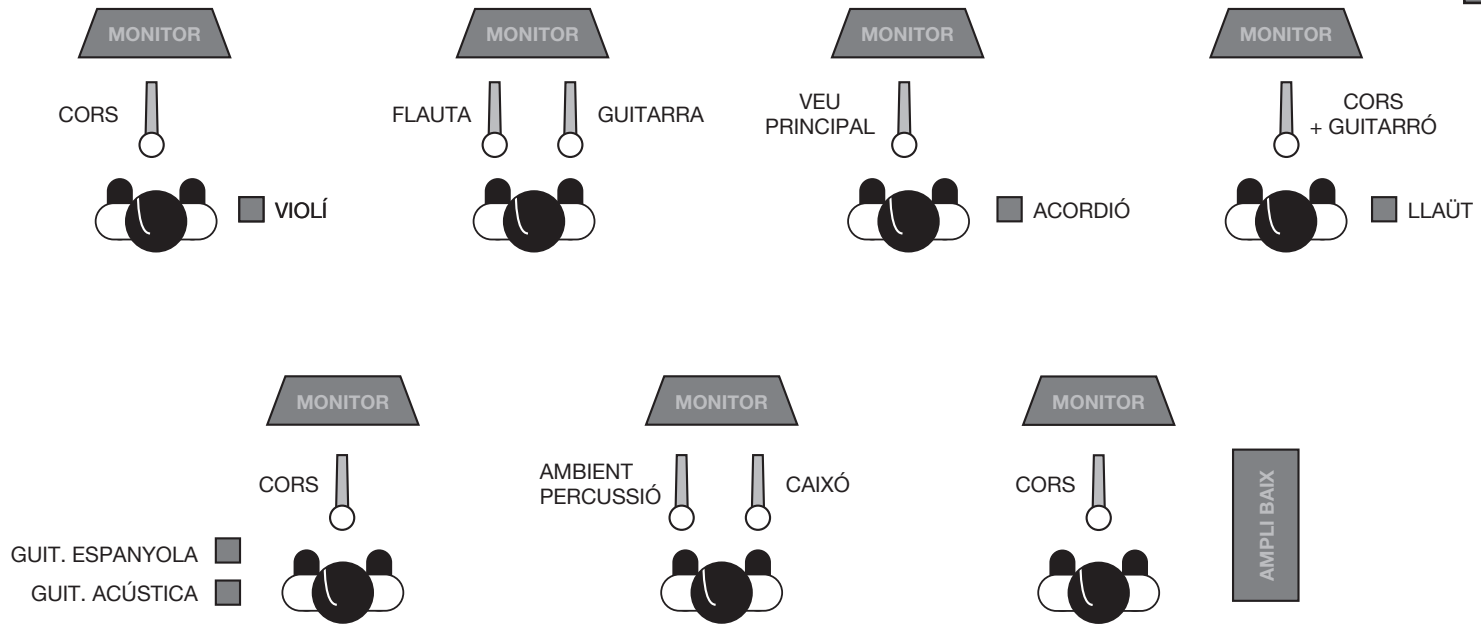 MONITOR
MONITOR
MONITOR
MONITOR
CORS
FLAUTA
GUITARRA
VEU
PRINCIPAL
CORS
+ GUITARRÓ
VIOLÍ
ACORDIÓ
LLAÜT
MONITOR
MONITOR
MONITOR
CORS
AMBIENT
PERCUSSIÓ
CAIXÓ
CORS
AMPLI BAIX
GUIT. ESPANYOLA
GUIT. ACÚSTICA